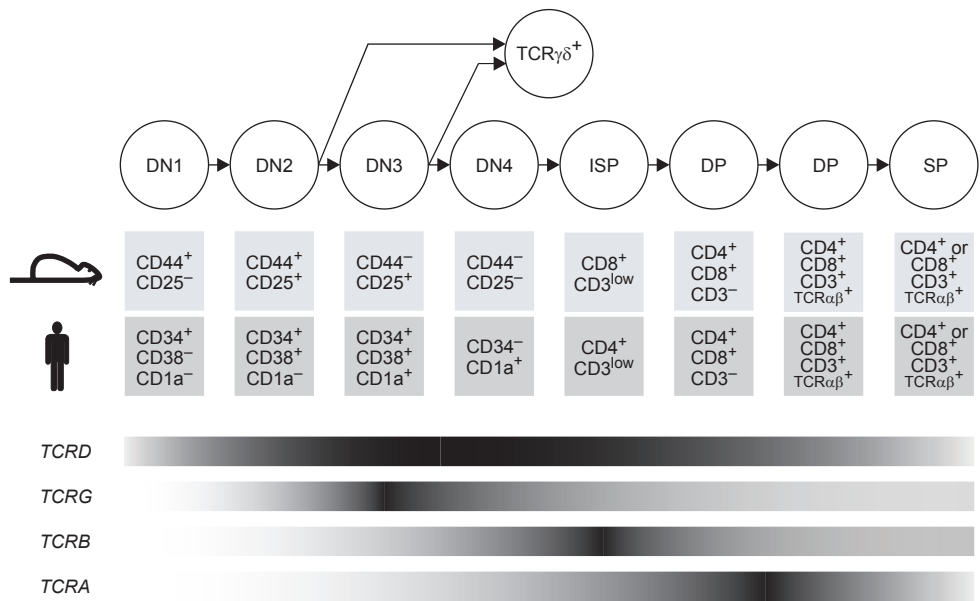 TCRγδ⁺
DN1 DN2 DN3 DN4 ISP DP DP SP
CD44⁺
CD25⁻
CD44⁺
CD25⁺
CD44⁻
CD25⁺
CD44⁻
CD25⁻
CD8⁺
CD3ˡᵒʷ
CD4⁺
CD8⁺
CD3⁻
CD4⁺
CD8⁺
CD3⁺
TCRαβ⁺
CD4⁺ or
CD8⁺
CD3⁺
TCRαβ⁺
CD34⁺
CD38⁻
CD1a⁻
CD34⁺
CD38⁺
CD1a⁻
CD34⁺
CD38⁺
CD1a⁺
CD34⁻
CD1a⁺
CD4⁺
CD3ˡᵒʷ
CD4⁺
CD8⁺
CD3⁻
CD4⁺
CD8⁺
CD3⁺
TCRαβ⁺
CD4⁺ or
CD8⁺
CD3⁺
TCRαβ⁺
TCRD
TCRG
TCRB
TCRA